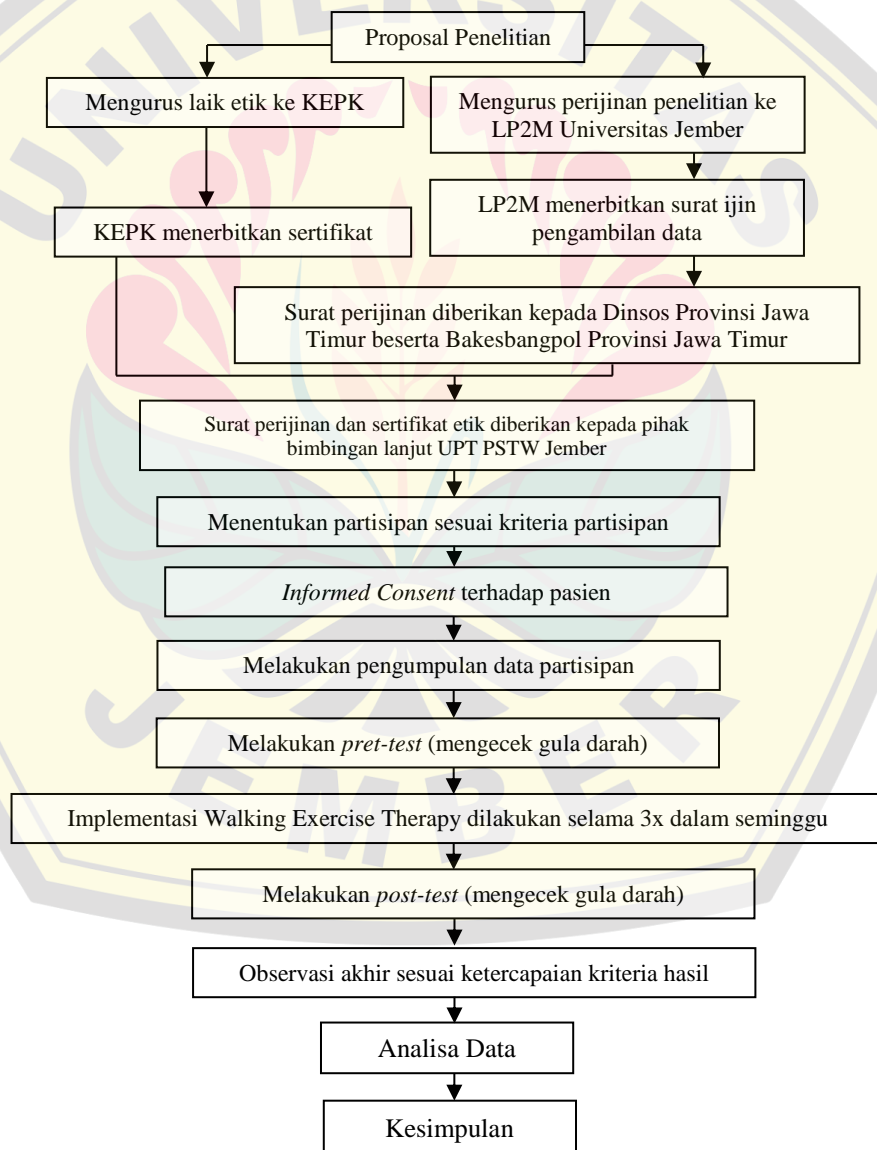 UNIVERSITAS
Proposal Penelitian
Mengurus laik etik ke KEPK
Mengurus perijinan penelitian ke
LP2M Universitas Jember
KEPK menerbitkan sertifikat
LP2M menerbitkan surat ijin
pengambilan data
Surat perijinan diberikan kepada Dinsos Provinsi Jawa
Timur beserta Bakesbangpol Provinsi Jawa Timur
Surat perijinan dan sertifikat etik diberikan kepada pihak
bimbingan lanjut UPT PSTW Jember
Menentukan partisipan sesuai kriteria partisipan
Informed Consent terhadap pasien
Melakukan pengumpulan data partisipan
Melakukan pret-test (mengecek gula darah)
Implementasi Walking Exercise Therapy dilakukan selama 3x dalam seminggu
Melakukan post-test (mengecek gula darah)
Observasi akhir sesuai ketercapaian kriteria hasil
Analisa Data
Kesimpulan
JEMBER